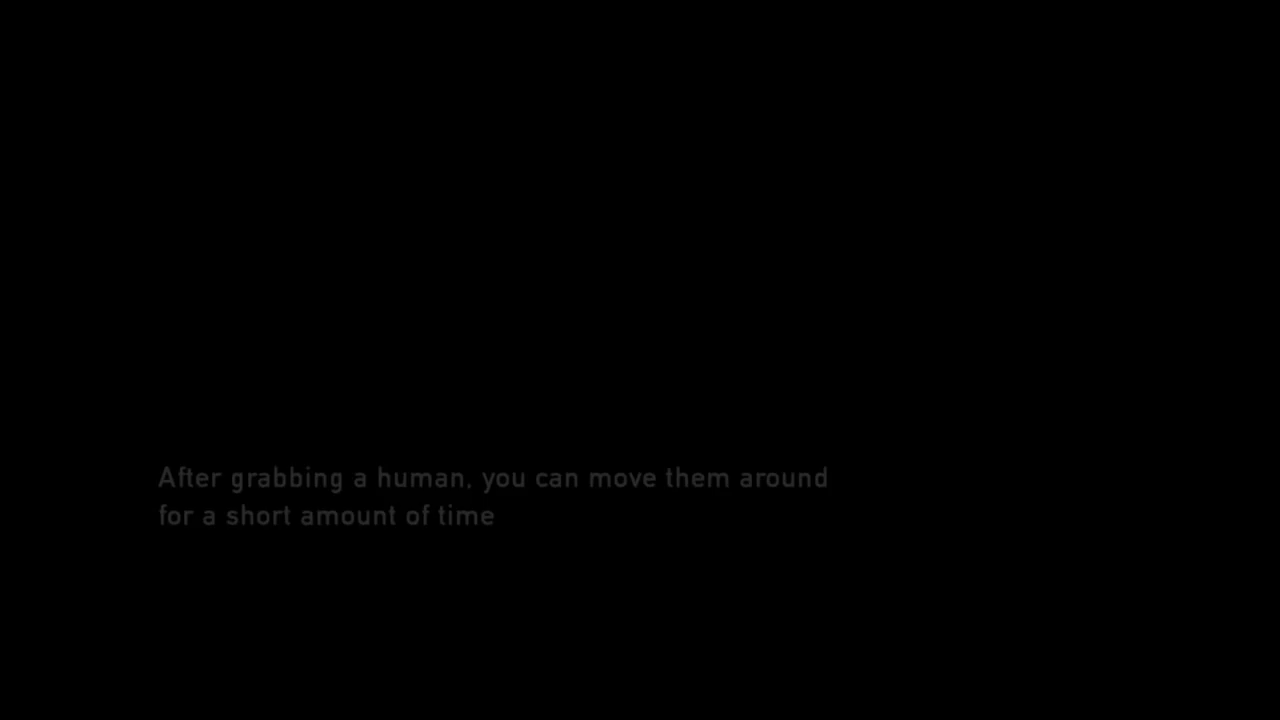 After grabbing a human, you can move them around
for a short amount of time